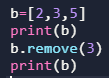 b=[2,3,5]
print(b)
b.remove(3)
print(b)